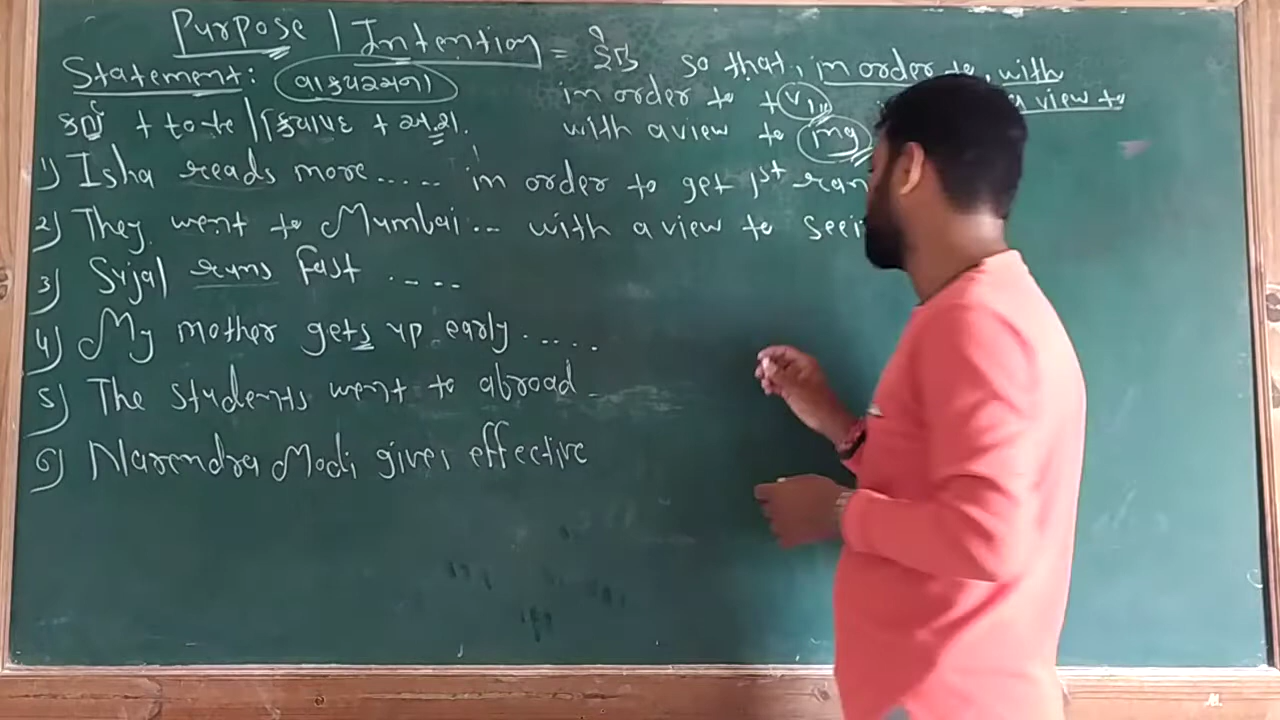 Purpose | Intention = હેતુ so that, in order to, with a view to
Statement: વાક્યરચના in order to + V1
કર્તા + to be / ક્રિયાપદ + અન્ય. with a view to ing
1) Isha reads more..... in order to get 1st ran
2) They went to Mumbai... with a view to seei
3) Sujal runs fast .....
4) My mother gets up early.....
5) The students went to abroad
6) Narendra Modi gives effective